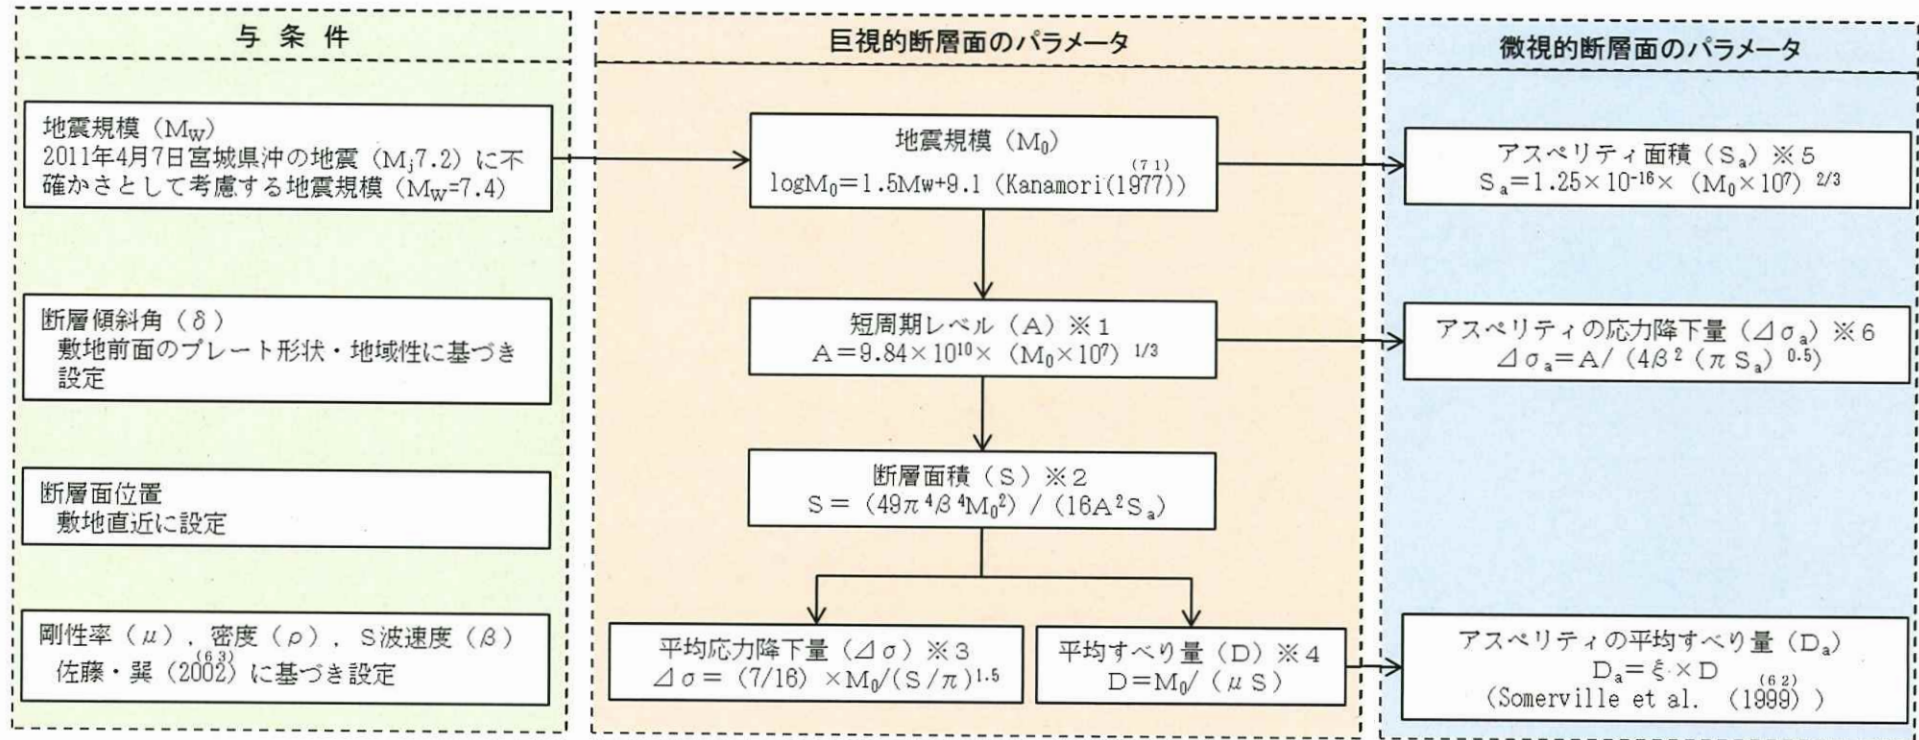 与 条 件
地震規模（Mw）
2011年4月7日宮城県沖の地震（Mj7.2）に不
確かさとして考慮する地震規模（Mw=7.4）
断層傾斜角（δ）
敷地前面のプレート形状・地域性に基づき
設定
断層面位置
敷地直近に設定
剛性率（μ）, 密度（ρ）, S波速度（β）
(63)
佐藤・巽（2002）に基づき設定
巨視的断層面のパラメータ
地震規模（M₀）
(71)
logM₀＝1.5Mw+9.1 (Kanamori(1977))
短周期レベル（A）※1
A＝9.84×10¹⁰×（M₀×10⁷）¹/³
断層面積（S）※2
S＝（49π⁴β⁴M₀²）/（16A²Sₐ）
平均応力降下量（⊿σ）※3
⊿σ＝（7/16）×M₀/(S/π)¹·⁵
平均すべり量（D）※4
D＝M₀/（μS）
微視的断層面のパラメータ
アスペリティ面積（Sₐ）※5
Sₐ＝1.25×10⁻¹⁶×（M₀×10⁷）²/³
アスペリティの応力降下量（⊿σₐ）※6
⊿σₐ＝A/（4β²（πSₐ）⁰·⁵）
アスペリティの平均すべり量（Dₐ）
Dₐ＝ξ×D
(62)
(Somerville et al.（1999）)